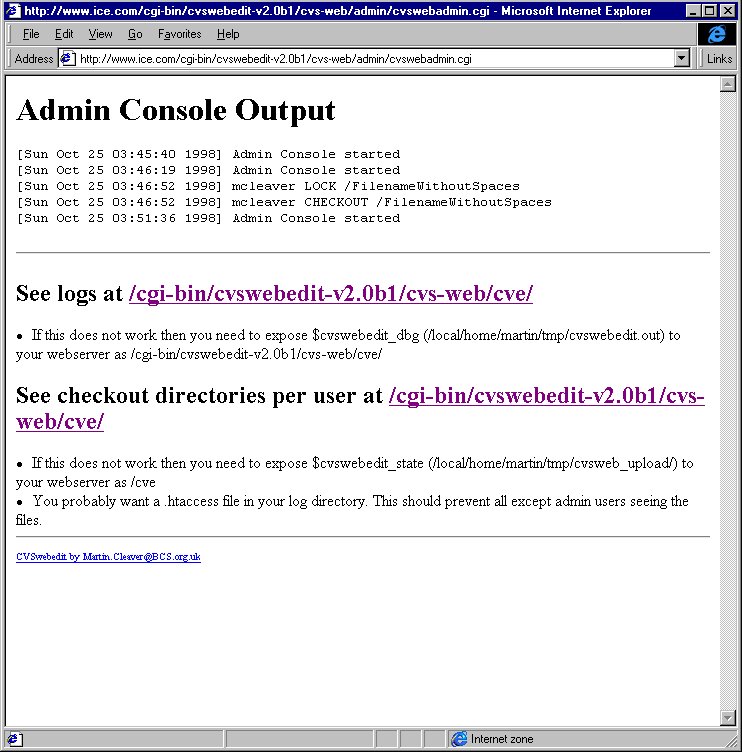 http://www.ice.com/cgi-bin/cvswebedit-v2.0b1/cvs-web/admin/cvswebadmin.cgi - Microsoft Internet Explorer
File Edit View Go Favorites Help
Address http://www.ice.com/cgi-bin/cvswebedit-v2.0b1/cvs-web/admin/cvswebadmin.cgi Links
Admin Console Output
[Sun Oct 25 03:45:40 1998] Admin Console started
[Sun Oct 25 03:46:19 1998] Admin Console started
[Sun Oct 25 03:46:52 1998] mcleaver LOCK /FilenameWithoutSpaces
[Sun Oct 25 03:46:52 1998] mcleaver CHECKOUT /FilenameWithoutSpaces
[Sun Oct 25 03:51:36 1998] Admin Console started
See logs at /cgi-bin/cvswebedit-v2.0b1/cvs-web/cve/
• If this does not work then you need to expose $cvswebedit_dbg (/local/home/martin/tmp/cvswebedit.out) to
your webserver as /cgi-bin/cvswebedit-v2.0b1/cvs-web/cve/
See checkout directories per user at /cgi-bin/cvswebedit-v2.0b1/cvs-
web/cve/
• If this does not work then you need to expose $cvswebedit_state (/local/home/martin/tmp/cvsweb_upload/) to
your webserver as /cve
• You probably want a .htaccess file in your log directory. This should prevent all except admin users seeing the
files.
CVSwebedit by Martin.Cleaver@BCS.org.uk
Internet zone